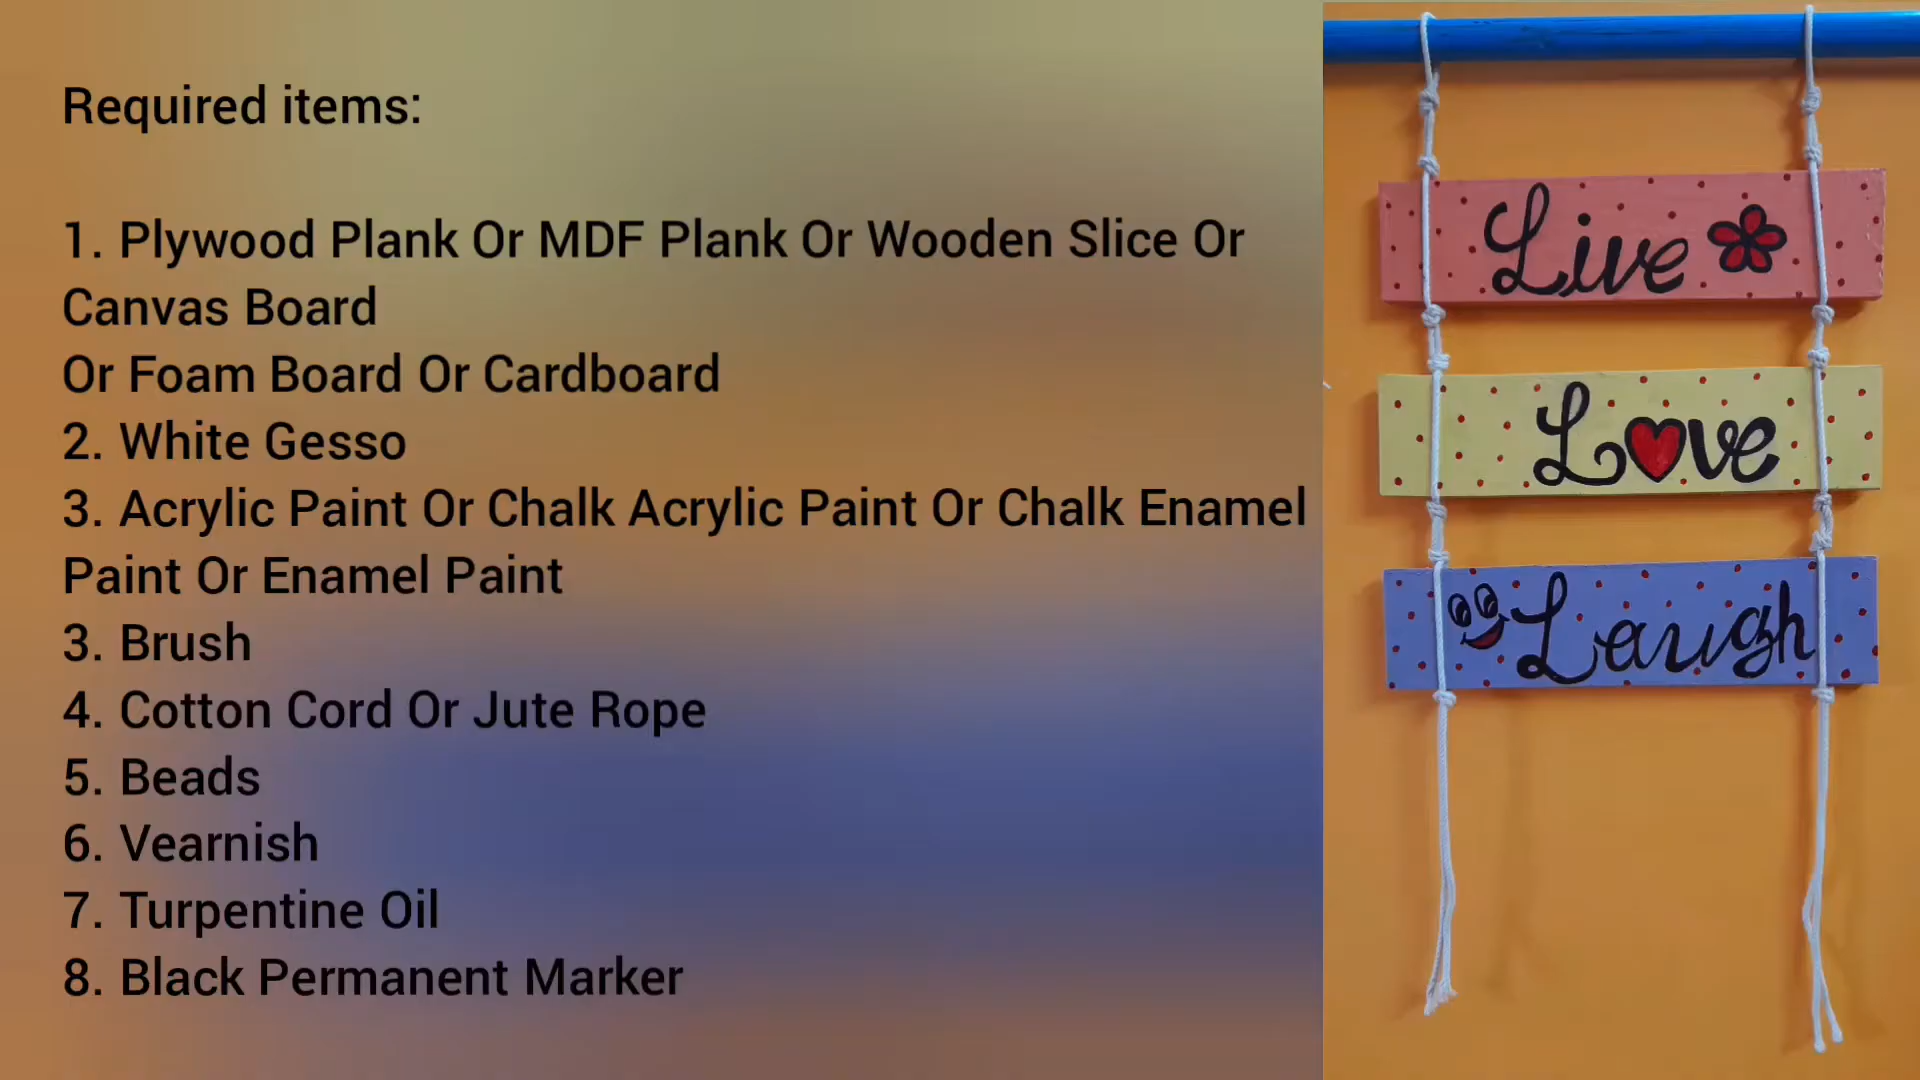 Required items:
1. Plywood Plank Or MDF Plank Or Wooden Slice Or
Canvas Board
Or Foam Board Or Cardboard
2. White Gesso
3. Acrylic Paint Or Chalk Acrylic Paint Or Chalk Enamel
Paint Or Enamel Paint
3. Brush
4. Cotton Cord Or Jute Rope
5. Beads
6. Vearnish
7. Turpentine Oil
8. Black Permanent Marker
Live
Love
Laugh